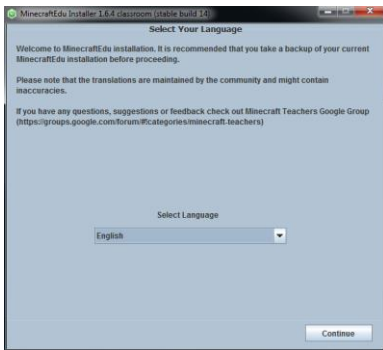 MinecraftEdu Installer 1.6.4 classroom (stable build 14)
Select Your Language
Welcome to MinecraftEdu installation. It is recommended that you take a backup of your current
MinecraftEdu installation before proceeding.
Please note that the translations are maintained by the community and might contain
inaccuracies.
If you have any questions, suggestions or feedback check out Minecraft Teachers Google Group
(https://groups.google.com/forum/#!categories/minecraft-teachers)
Select Language
English
Continue